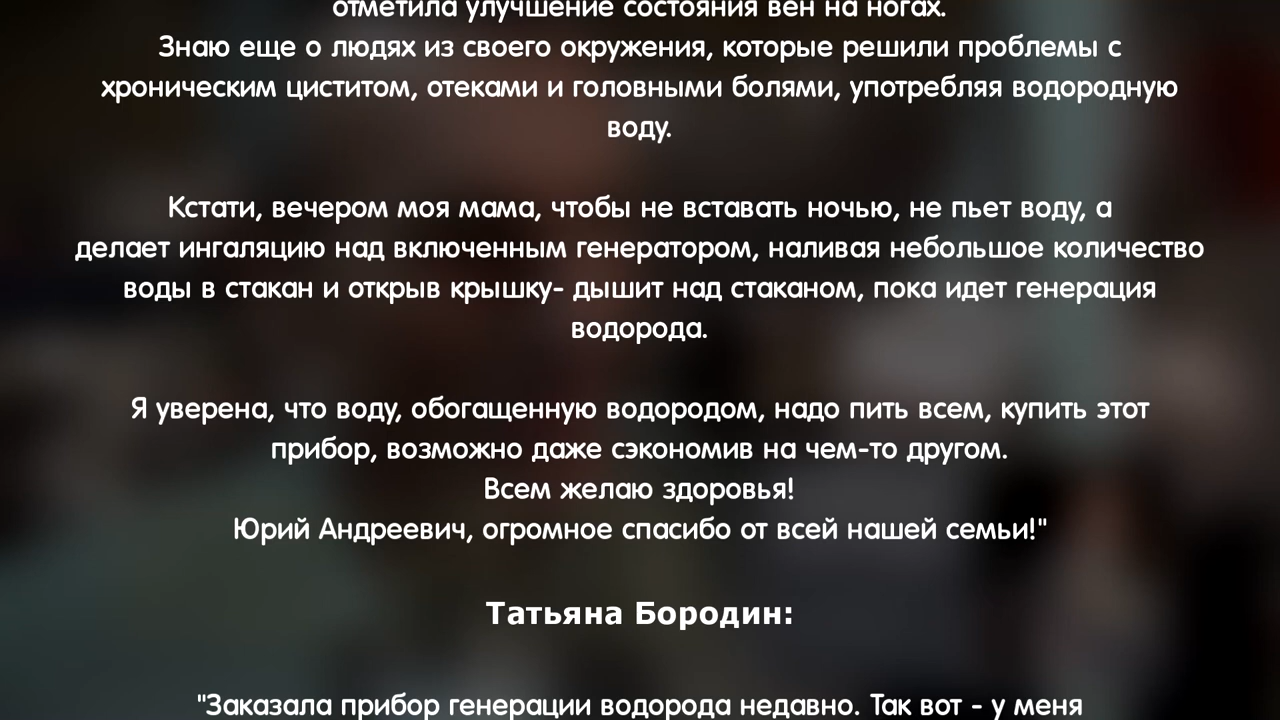 отметила улучшение состояния вен на ногах.
Знаю еще о людях из своего окружения, которые решили проблемы с
хроническим циститом, отеками и головными болями, употребляя водородную
воду.
Кстати, вечером моя мама, чтобы не вставать ночью, не пьет воду, а
делает ингаляцию над включенным генератором, наливая небольшое количество
воды в стакан и открыв крышку- дышит над стаканом, пока идет генерация
водорода.
Я уверена, что воду, обогащенную водородом, надо пить всем, купить этот
прибор, возможно даже сэкономив на чем-то другом.
Всем желаю здоровья!
Юрий Андреевич, огромное спасибо от всей нашей семьи!"
Татьяна Бородин:
"Заказала прибор генерации водорода недавно. Так вот - у меня